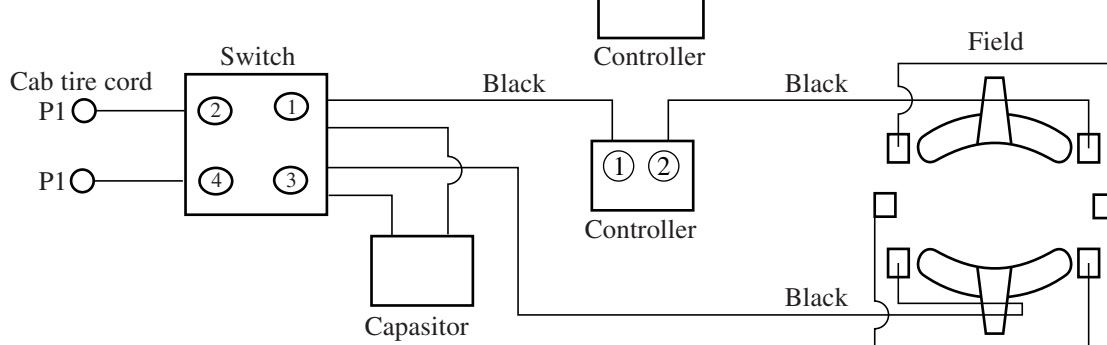 Controller
Field
Switch
Cab tire cord
Black
Black
P1
2
1
1
2
P1
4
3
Controller
Black
Capasitor